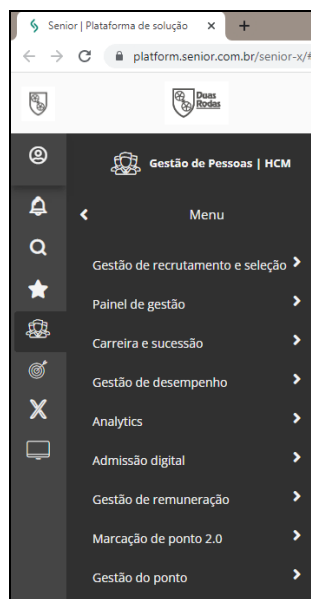 Senior | Plataforma de solução
platform.senior.com.br/senior-x/#
Duas
Rodas
Gestão de Pessoas | HCM
Menu
Gestão de recrutamento e seleção
Painel de gestão
Carreira e sucessão
Gestão de desempenho
Analytics
Admissão digital
Gestão de remuneração
Marcação de ponto 2.0
Gestão do ponto